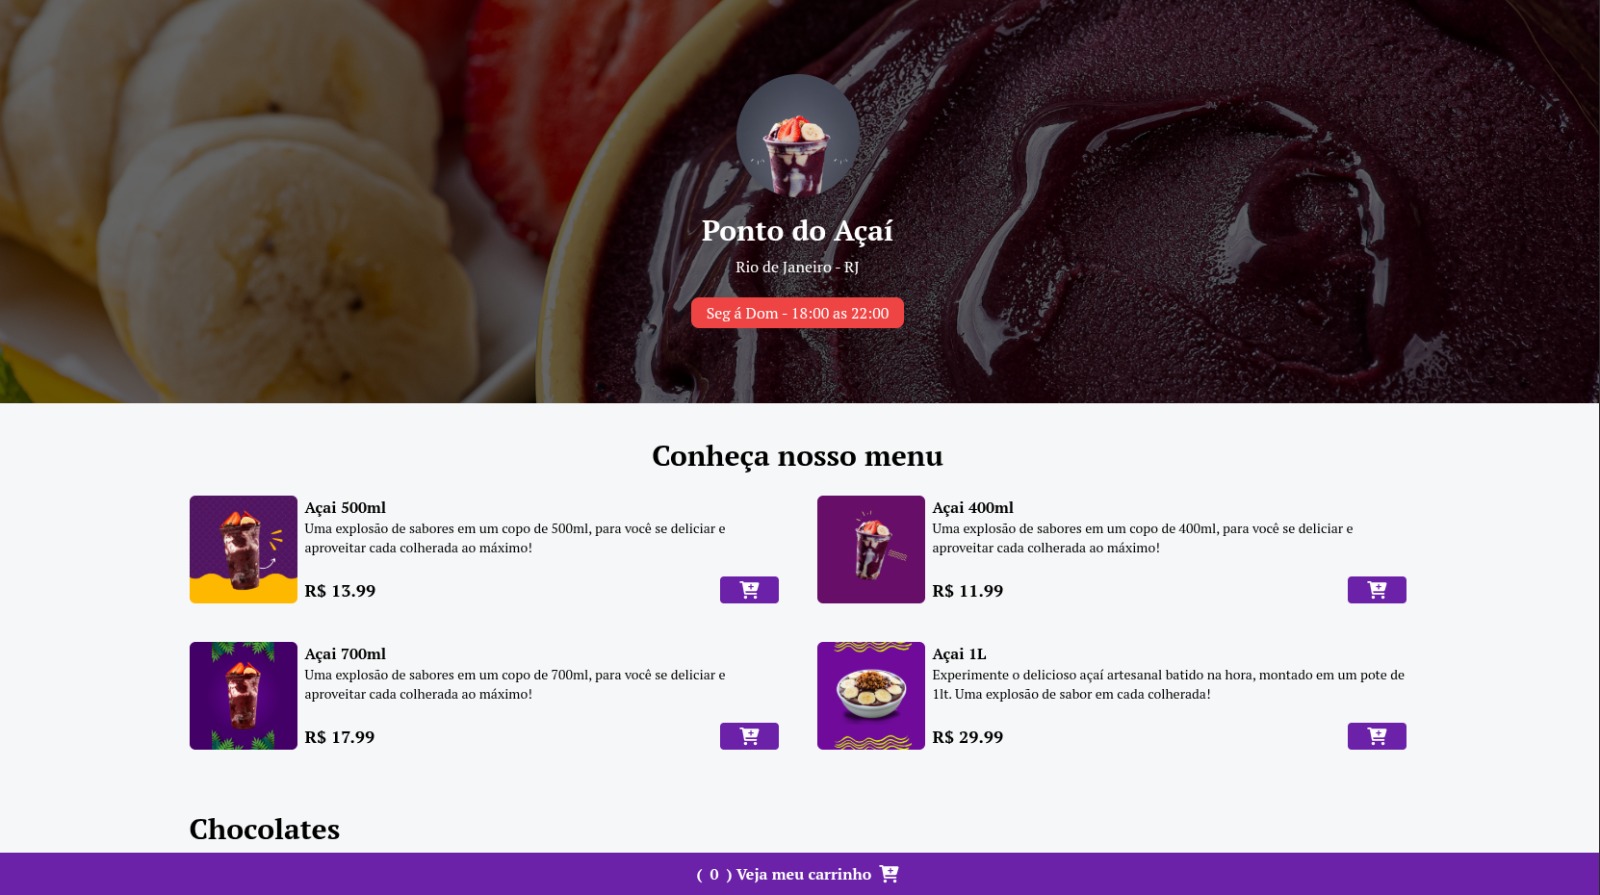 Ponto do Açaí
Rio de Janeiro - RJ
Seg á Dom - 18:00 as 22:00
Conheça nosso menu
Açai 500ml
Uma explosão de sabores em um copo de 500ml, para você se deliciar e
aproveitar cada colherada ao máximo!
R$ 13.99
Açai 400ml
Uma explosão de sabores em um copo de 400ml, para você se deliciar e
aproveitar cada colherada ao máximo!
R$ 11.99
Açai 700ml
Uma explosão de sabores em um copo de 700ml, para você se deliciar e
aproveitar cada colherada ao máximo!
R$ 17.99
Açai 1L
Experimente o delicioso açaí artesanal batido na hora, montado em um pote de
1lt. Uma explosão de sabor em cada colherada!
R$ 29.99
Chocolates
( 0 ) Veja meu carrinho